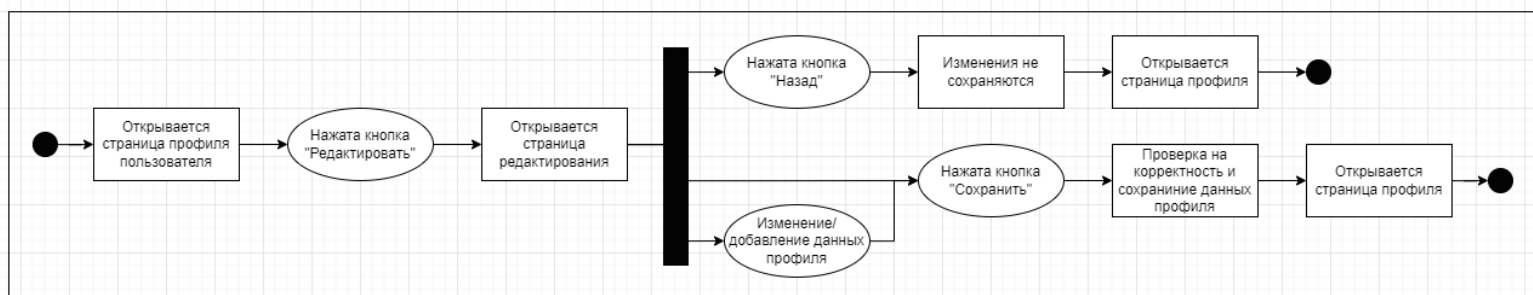 Открывается
страница профиля
пользователя
Нажата кнопка
"Редактировать"
Открывается
страница
редактирования
Нажата кнопка
"Назад"
Изменения не
сохраняются
Открывается
страница профиля
Нажата кнопка
"Сохранить"
Проверка на
корректность и
сохраниние данных
профиля
Открывается
страница профиля
Изменение/
добавление данных
профиля